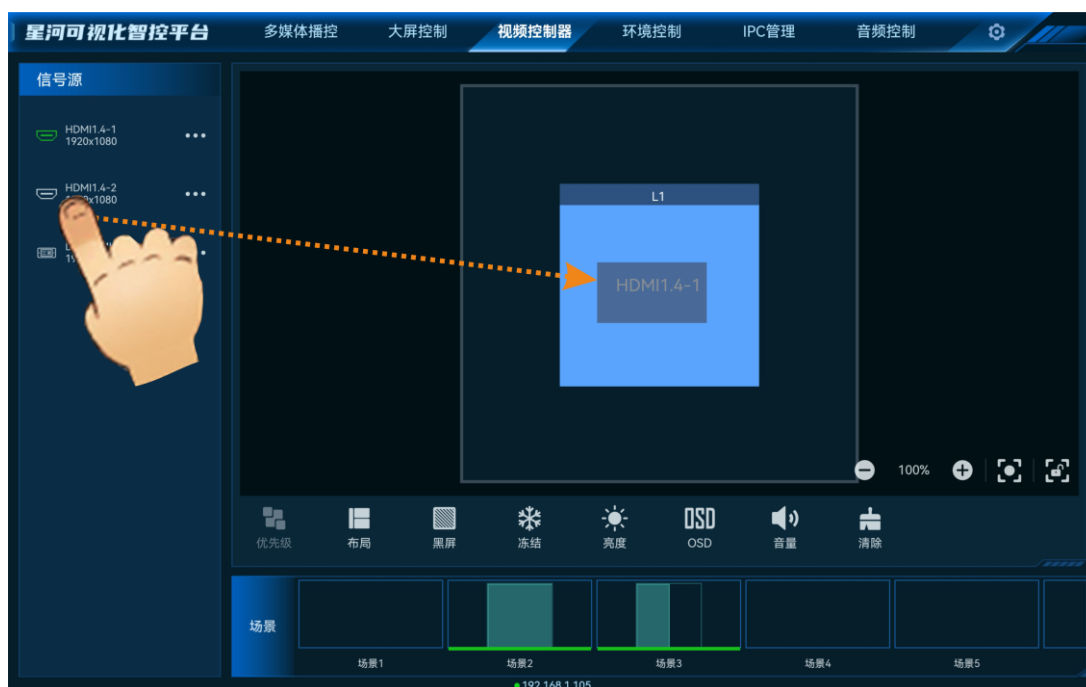 星河可视化智控平台
多媒体播控
大屏控制
视频控制器
环境控制
IPC管理
音频控制
信号源
HDMI1.4-1
1920x1080
HDMI1.4-2
x1080
L1
HDMI1.4-1
100%
优先级
布局
黑屏
冻结
亮度
OSD
OSD
音量
清除
场景
场景1
场景2
场景3
场景4
场景5
192.168.1.105